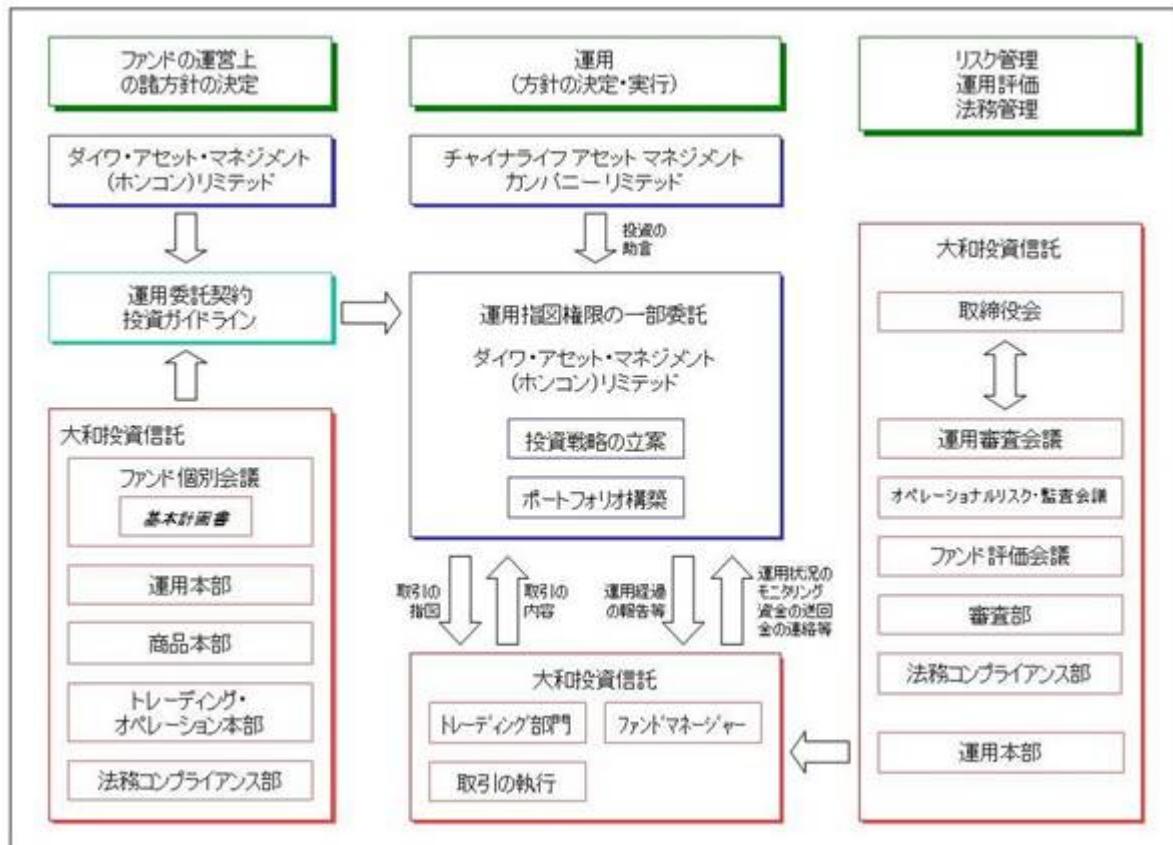 ファンドの運営上
の諸方針の決定
ダイワ・アセット・マネジメント
(ホンコン)リミテッド
運用委託契約
投資ガイドライン
大和投資信託
ファンド個別会議
基本計画書
運用本部
商品本部
トレーディング・
オペレーション本部
法務コンプライアンス部
運用
(方針の決定・実行)
チャイナライフ アセット マネジメント
カンパニー リミテッド
投資の
助言
運用指図権限の一部委託
ダイワ・アセット・マネジメント
(ホンコン)リミテッド
投資戦略の立案
ポートフォリオ構築
取引の
指図
取引の
内容
運用経過
の報告等
運用状況の
モニタリング
資金の送回
金の連絡等
大和投資信託
トレーディング部門
ファンドマネージャー
取引の執行
リスク管理
運用評価
法務管理
大和投資信託
取締役会
運用審査会議
オペレーショナルリスク・監査会議
ファンド評価会議
審査部
法務コンプライアンス部
運用本部